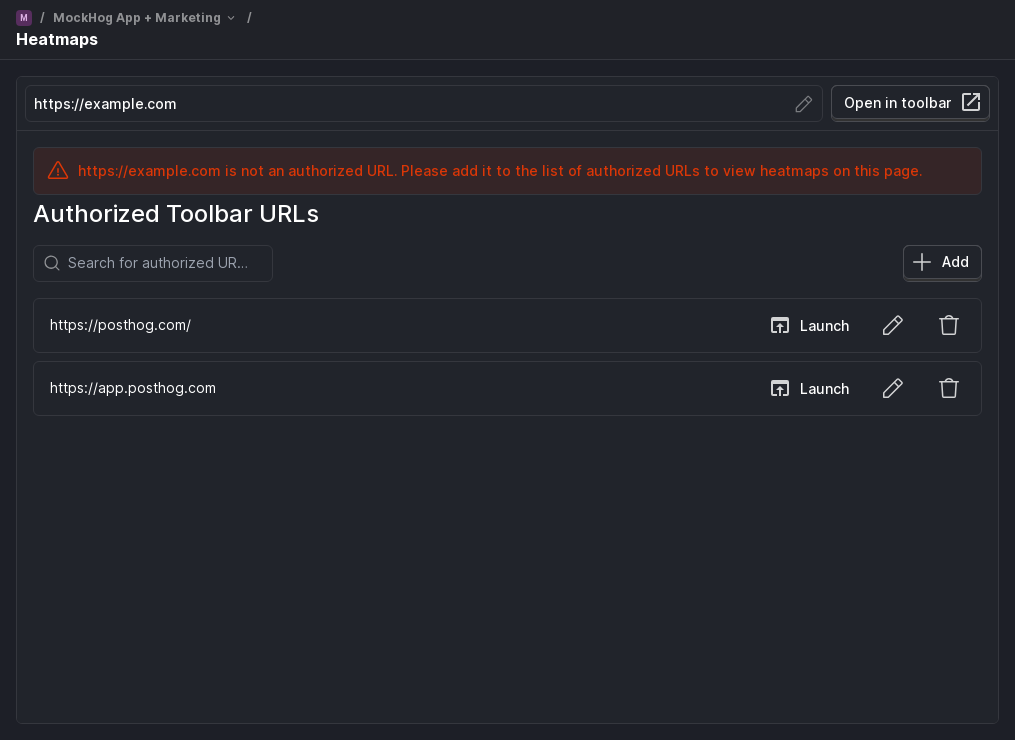 M / MockHog App + Marketing /
Heatmaps
https://example.com
Open in toolbar
https://example.com is not an authorized URL. Please add it to the list of authorized URLs to view heatmaps on this page.
Authorized Toolbar URLs
Search for authorized UR...
Add
https://posthog.com/
Launch
https://app.posthog.com
Launch